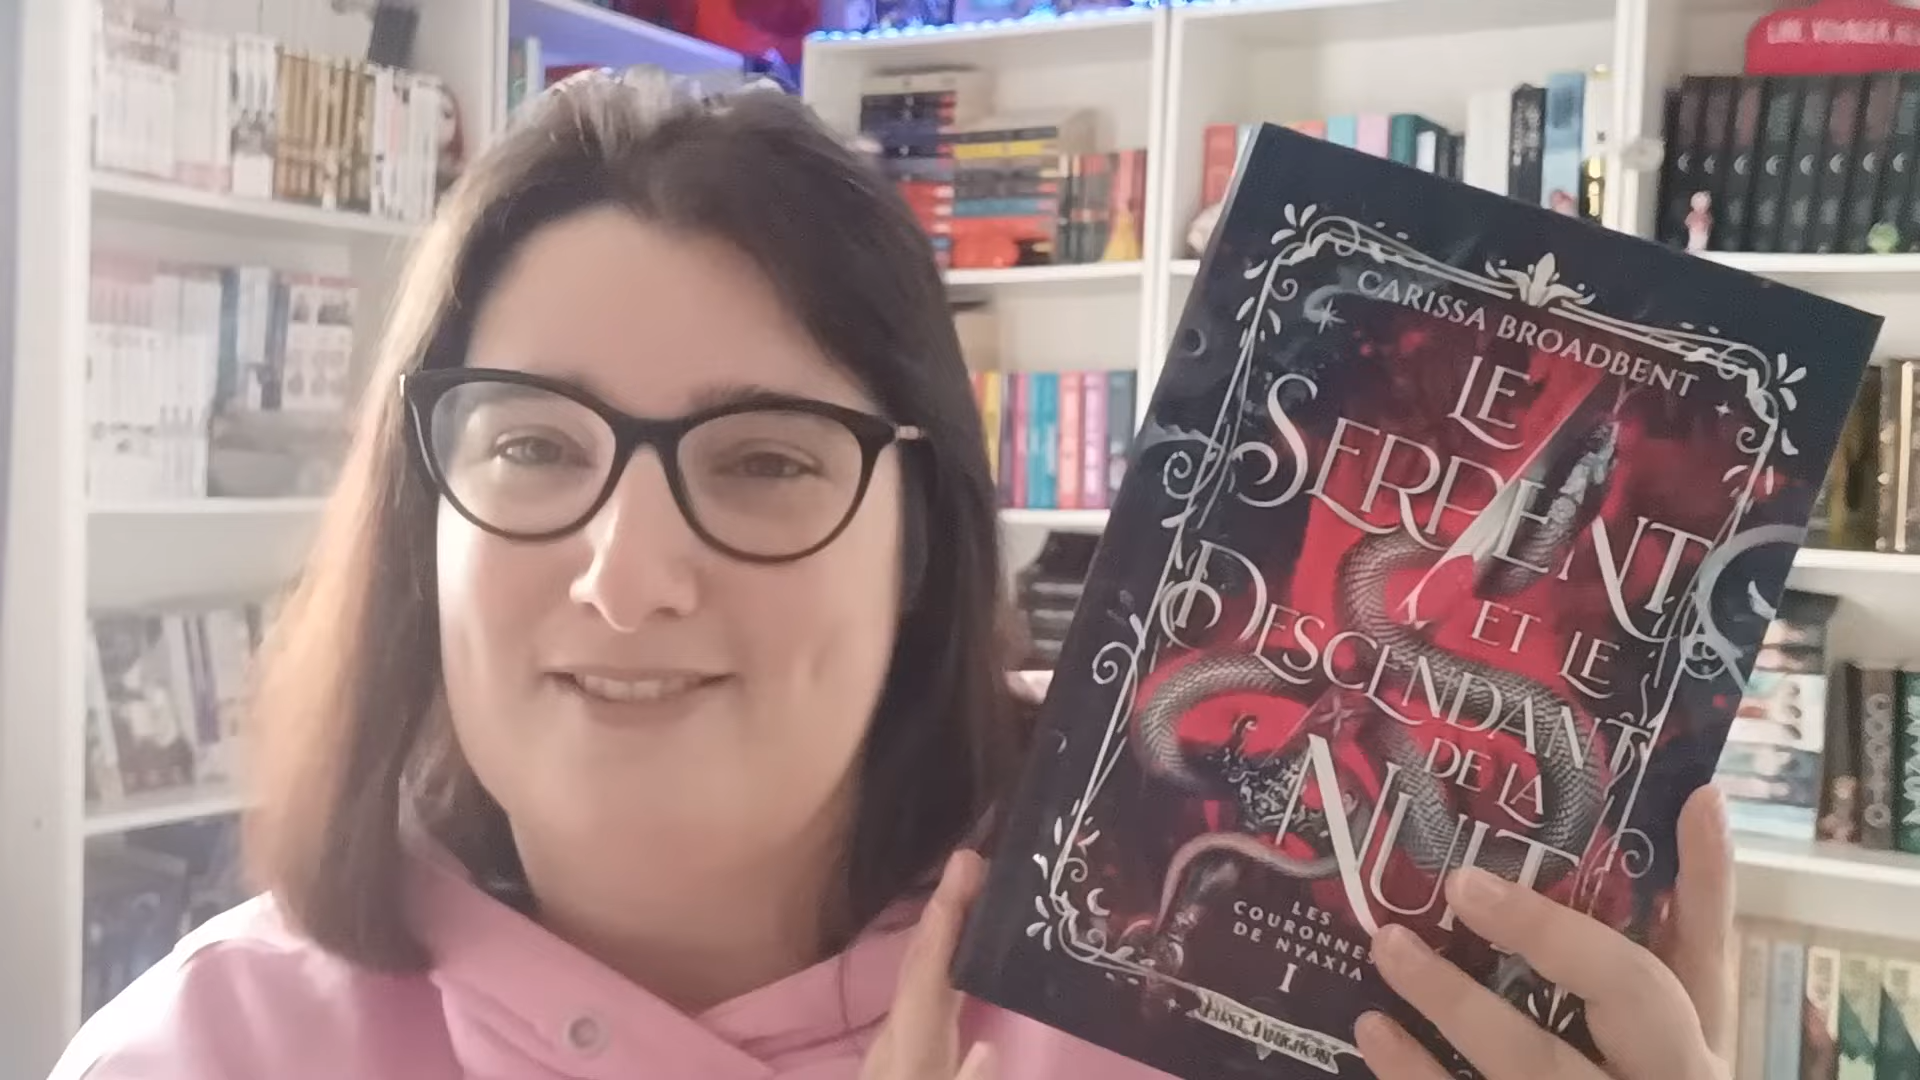 CARISSA BROADBENT
LE
SERPENT
ET LE
DESCENDANT
DE LA
NUIT
LES
COURONNES
DE NYAXIA
I